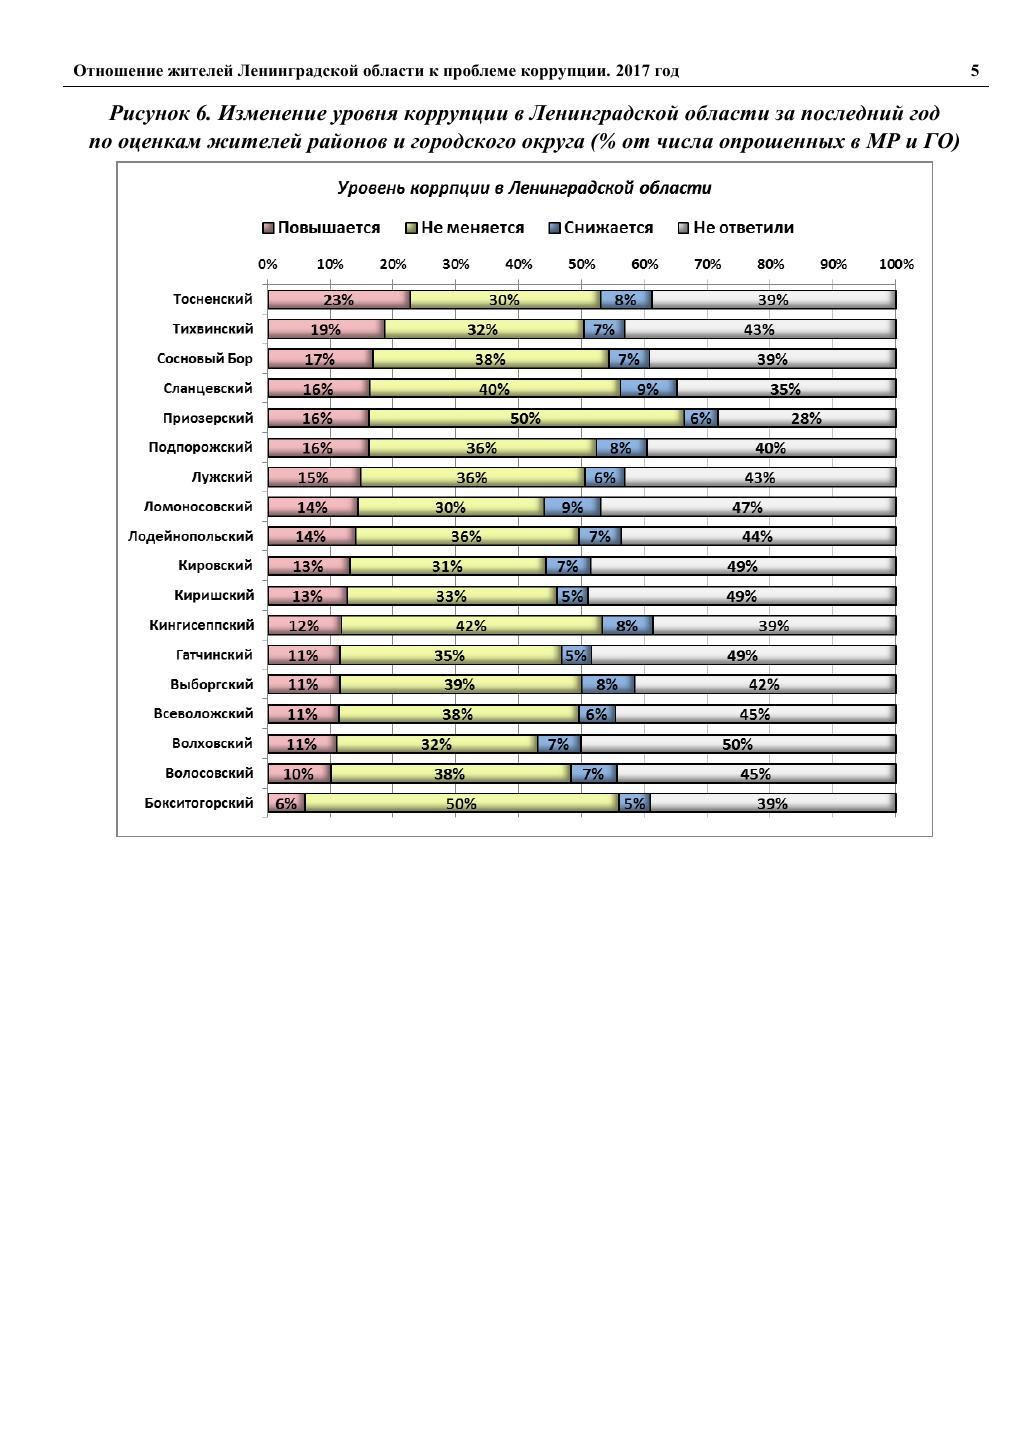 Отношение жителей Ленинградской области к проблеме коррупции. 2017 год 5
Рисунок 6. Изменение уровня коррупции в Ленинградской области за последний год
по оценкам жителей районов и городского округа (% от числа опрошенных в МР и ГО)
Уровень коррпции в Ленинградской области
Повышается Не меняется Снижается Не ответили
0% 10% 20% 30% 40% 50% 60% 70% 80% 90% 100%
Тосненский 23% 30% 8% 39%
Тихвинский 19% 32% 7% 43%
Сосновый Бор 17% 38% 7% 39%
Сланцевский 16% 40% 9% 35%
Приозерский 16% 50% 6% 28%
Подпорожский 16% 36% 8% 40%
Лужский 15% 36% 6% 43%
Ломоносовский 14% 30% 9% 47%
Лодейнопольский 14% 36% 7% 44%
Кировский 13% 31% 7% 49%
Киришский 13% 33% 5% 49%
Кингисеппский 12% 42% 8% 39%
Гатчинский 11% 35% 5% 49%
Выборгский 11% 39% 8% 42%
Всеволожский 11% 38% 6% 45%
Волховский 11% 32% 7% 50%
Волосовский 10% 38% 7% 45%
Бокситогорский 6% 50% 5% 39%